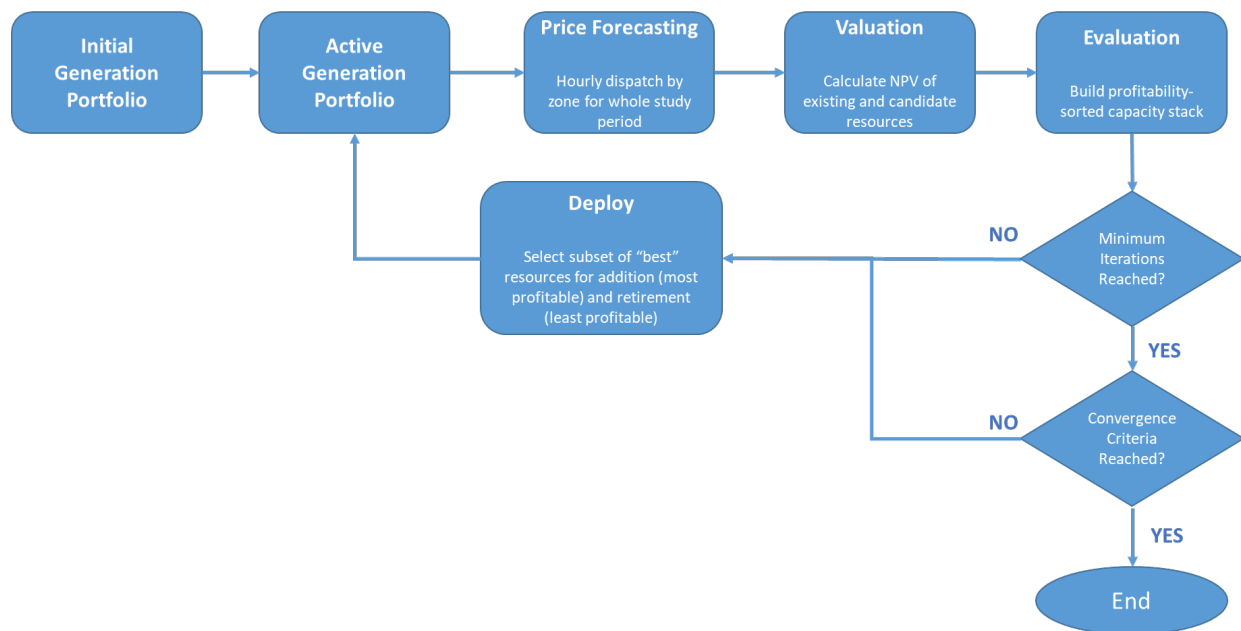 Initial
Generation
Portfolio
Active
Generation
Portfolio
Price Forecasting
Hourly dispatch by
zone for whole study
period
Valuation
Calculate NPV of
existing and candidate
resources
Evaluation
Build profitability-
sorted capacity stack
Deploy
Select subset of “best”
resources for addition (most
profitable) and retirement
(least profitable)
NO
Minimum
Iterations
Reached?
YES
NO
Convergence
Criteria
Reached?
YES
End